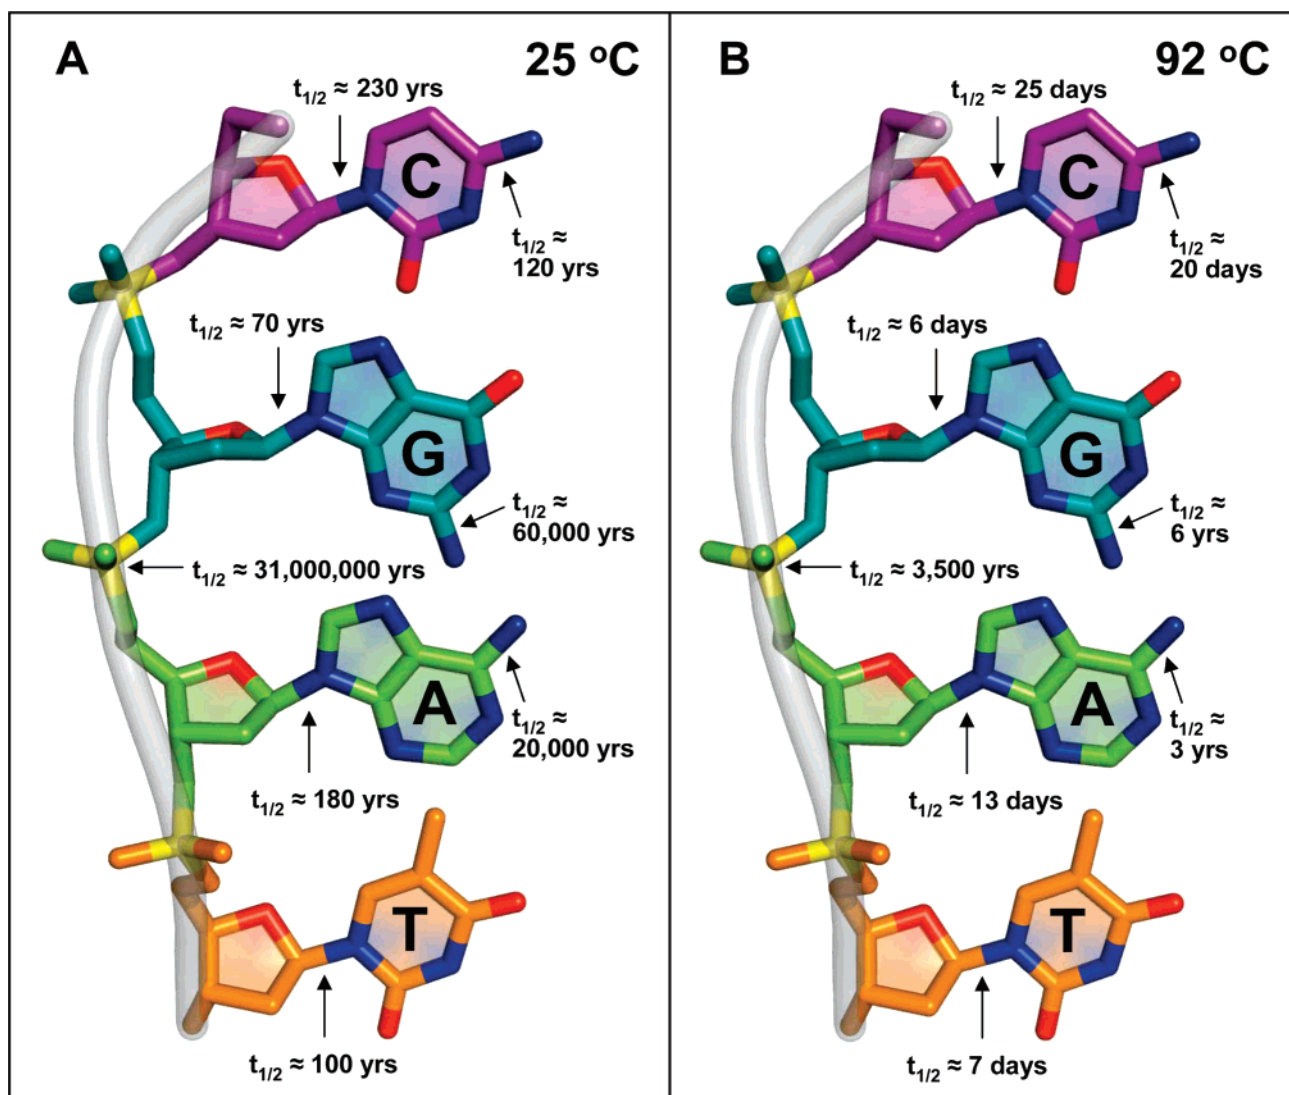 A
25 °C
t1/2 ≈ 230 yrs
C
t1/2 ≈
120 yrs
t1/2 ≈ 70 yrs
G
t1/2 ≈
60,000 yrs
t1/2 ≈ 31,000,000 yrs
A
t1/2 ≈
20,000 yrs
t1/2 ≈ 180 yrs
T
t1/2 ≈ 100 yrs
B
92 °C
t1/2 ≈ 25 days
C
t1/2 ≈
20 days
t1/2 ≈ 6 days
G
t1/2 ≈
6 yrs
t1/2 ≈ 3,500 yrs
A
t1/2 ≈
3 yrs
t1/2 ≈ 13 days
T
t1/2 ≈ 7 days